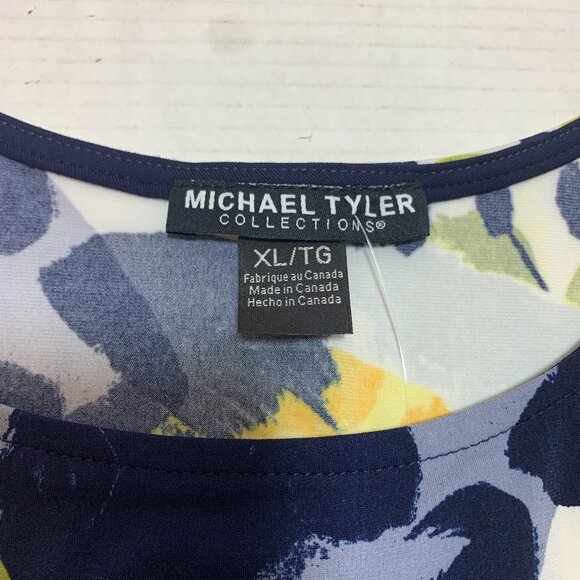 MICHAEL TYLER
COLLECTIONS®
XL/TG
Fabrique au Canada
Made in Canada
Hecho in Canada